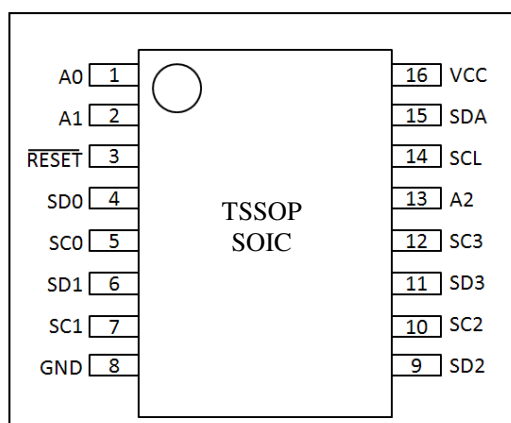 A0 1
A1 2
RESET 3
SD0 4
SC0 5
SD1 6
SC1 7
GND 8
TSSOP
SOIC
16 VCC
15 SDA
14 SCL
13 A2
12 SC3
11 SD3
10 SC2
9 SD2